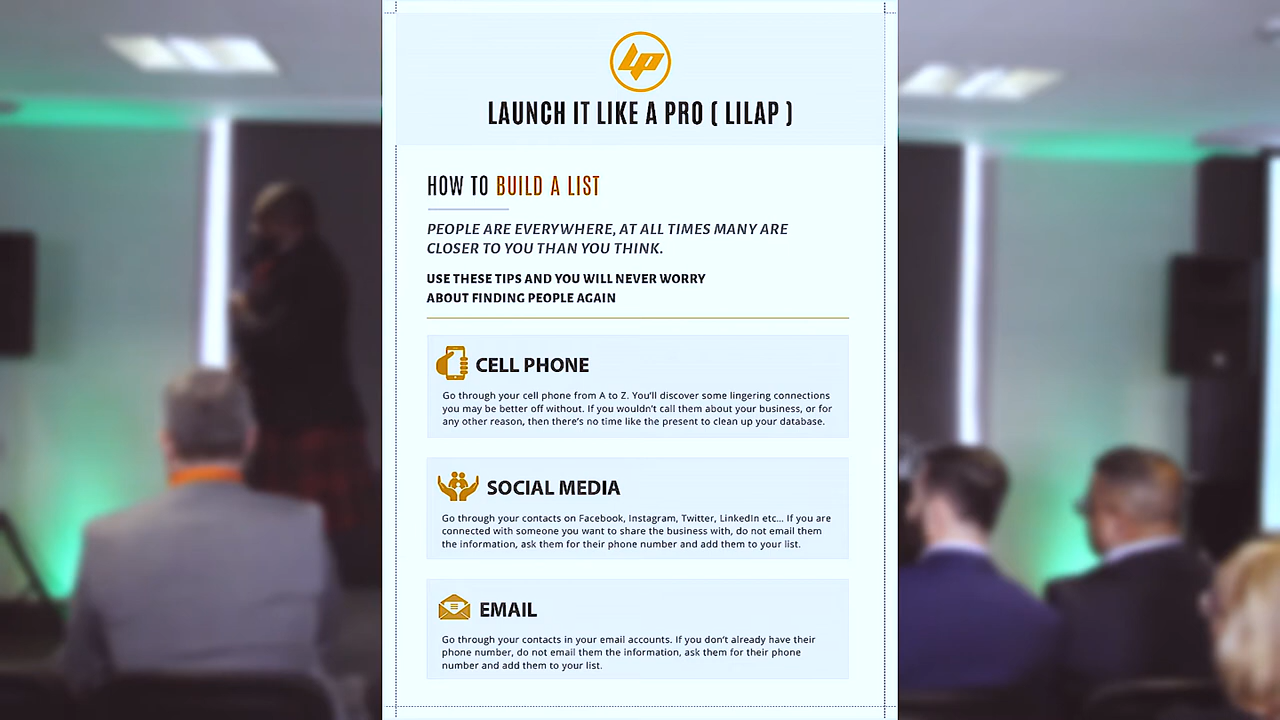 LP
LAUNCH IT LIKE A PRO ( LILAP )
HOW TO BUILD A LIST
PEOPLE ARE EVERYWHERE, AT ALL TIMES MANY ARE
CLOSER TO YOU THAN YOU THINK.
USE THESE TIPS AND YOU WILL NEVER WORRY
ABOUT FINDING PEOPLE AGAIN
CELL PHONE
Go through your cell phone from A to Z. You'll discover some lingering connections
you may be better off without. If you wouldn't call them about your business, or for
any other reason, then there's no time like the present to clean up your database.
SOCIAL MEDIA
Go through your contacts on Facebook, Instagram, Twitter, LinkedIn etc... If you are
connected with someone you want to share the business with, do not email them
the information, ask them for their phone number and add them to your list.
EMAIL
Go through your contacts in your email accounts. If you don't already have their
phone number, do not email them the information, ask them for their phone
number and add them to your list.